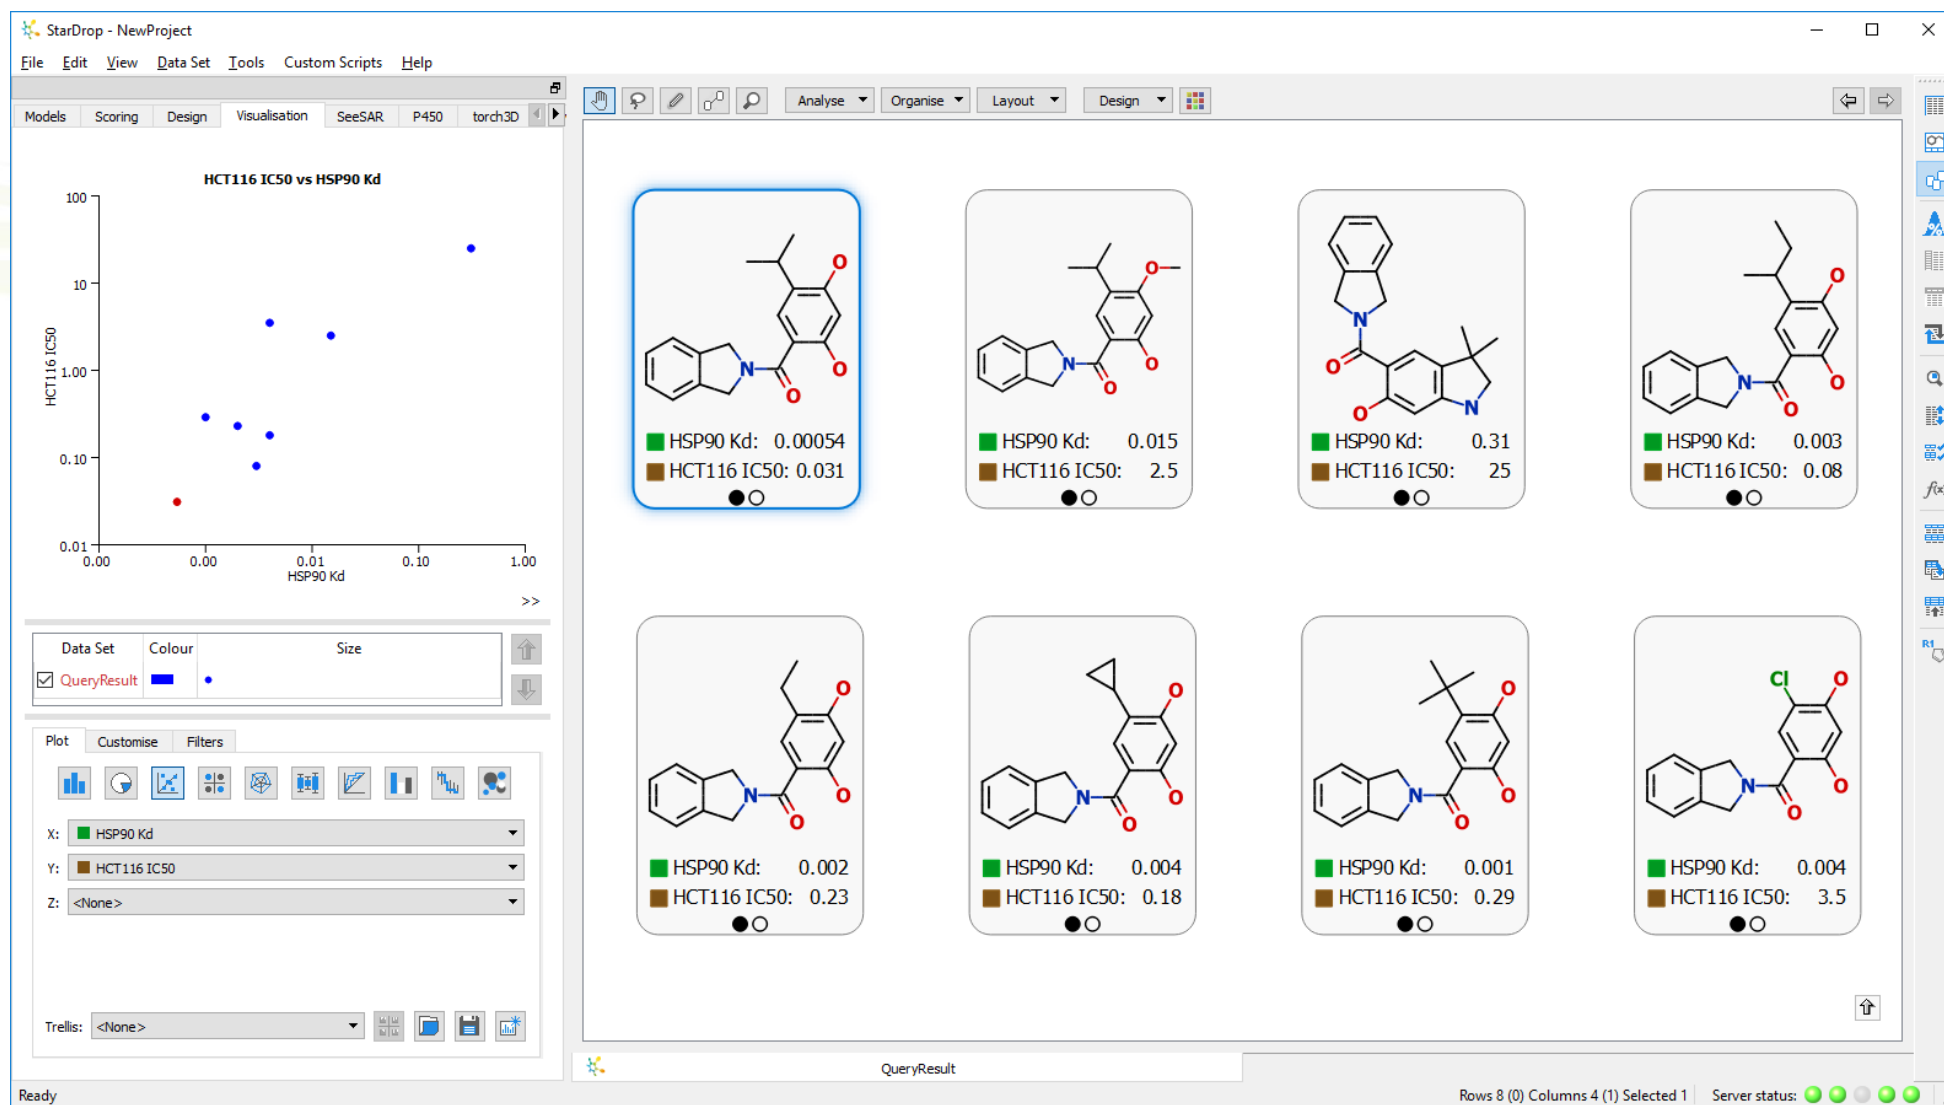 StarDrop - NewProject
File Edit View Data Set Tools Custom Scripts Help
Models Scoring Design Visualisation SeeSAR P450 torch3D
Analyse Organise Layout Design
HCT116 IC50 vs HSP90 Kd
100
10
1.00
0.10
0.01
HCT116 IC50
0.00 0.00 0.01 0.10 1.00
HSP90 Kd
>>
Data Set Colour Size
QueryResult
Plot Customise Filters
X: HSP90 Kd
Y: HCT116 IC50
Z: <None>
Trellis: <None>
O
O
N
O
HSP90 Kd: 0.00054
HCT116 IC50: 0.031
O
O
N
O
HSP90 Kd: 0.015
HCT116 IC50: 2.5
N
O
O
N
HSP90 Kd: 0.31
HCT116 IC50: 25
O
O
N
O
HSP90 Kd: 0.003
HCT116 IC50: 0.08
O
O
N
O
HSP90 Kd: 0.002
HCT116 IC50: 0.23
O
O
N
O
HSP90 Kd: 0.004
HCT116 IC50: 0.18
O
O
N
O
HSP90 Kd: 0.001
HCT116 IC50: 0.29
Cl
O
O
N
O
HSP90 Kd: 0.004
HCT116 IC50: 3.5
%
R1
QueryResult
Ready
Rows 8 (0) Columns 4 (1) Selected 1 Server status: